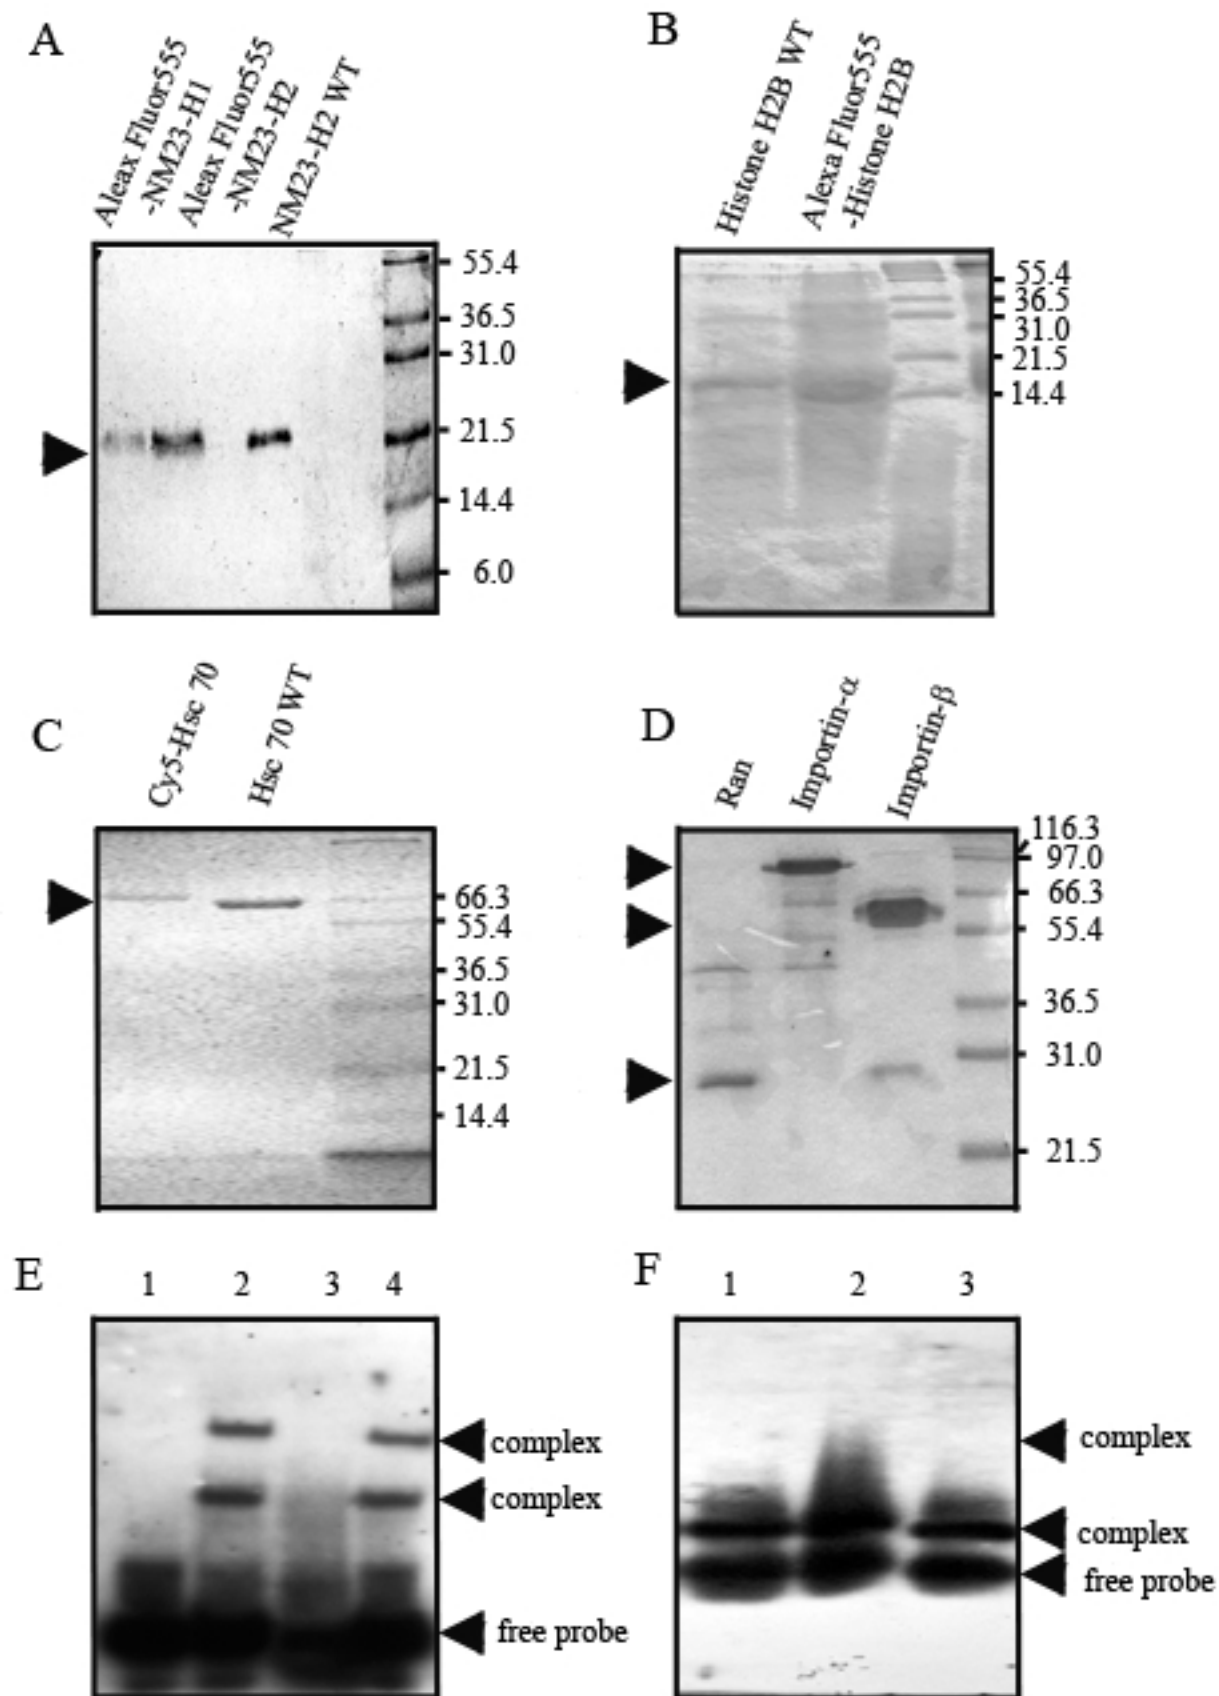 A
Aleax Fluor555
-NM23-H1
Aleax Fluor555
-NM23-H2
NM23-H2 WT
55.4
36.5
31.0
21.5
14.4
6.0
B
Histone H2B WT
Alexa Fluor555
-Histone H2B
55.4
36.5
31.0
21.5
14.4
C
Cy5-Hsc 70
Hsc 70 WT
66.3
55.4
36.5
31.0
21.5
14.4
D
Ran
Importin-α
Importin-β
116.3
97.0
66.3
55.4
36.5
31.0
21.5
E
1 2 3 4
complex
complex
free probe
F
1 2 3
complex
complex
free probe